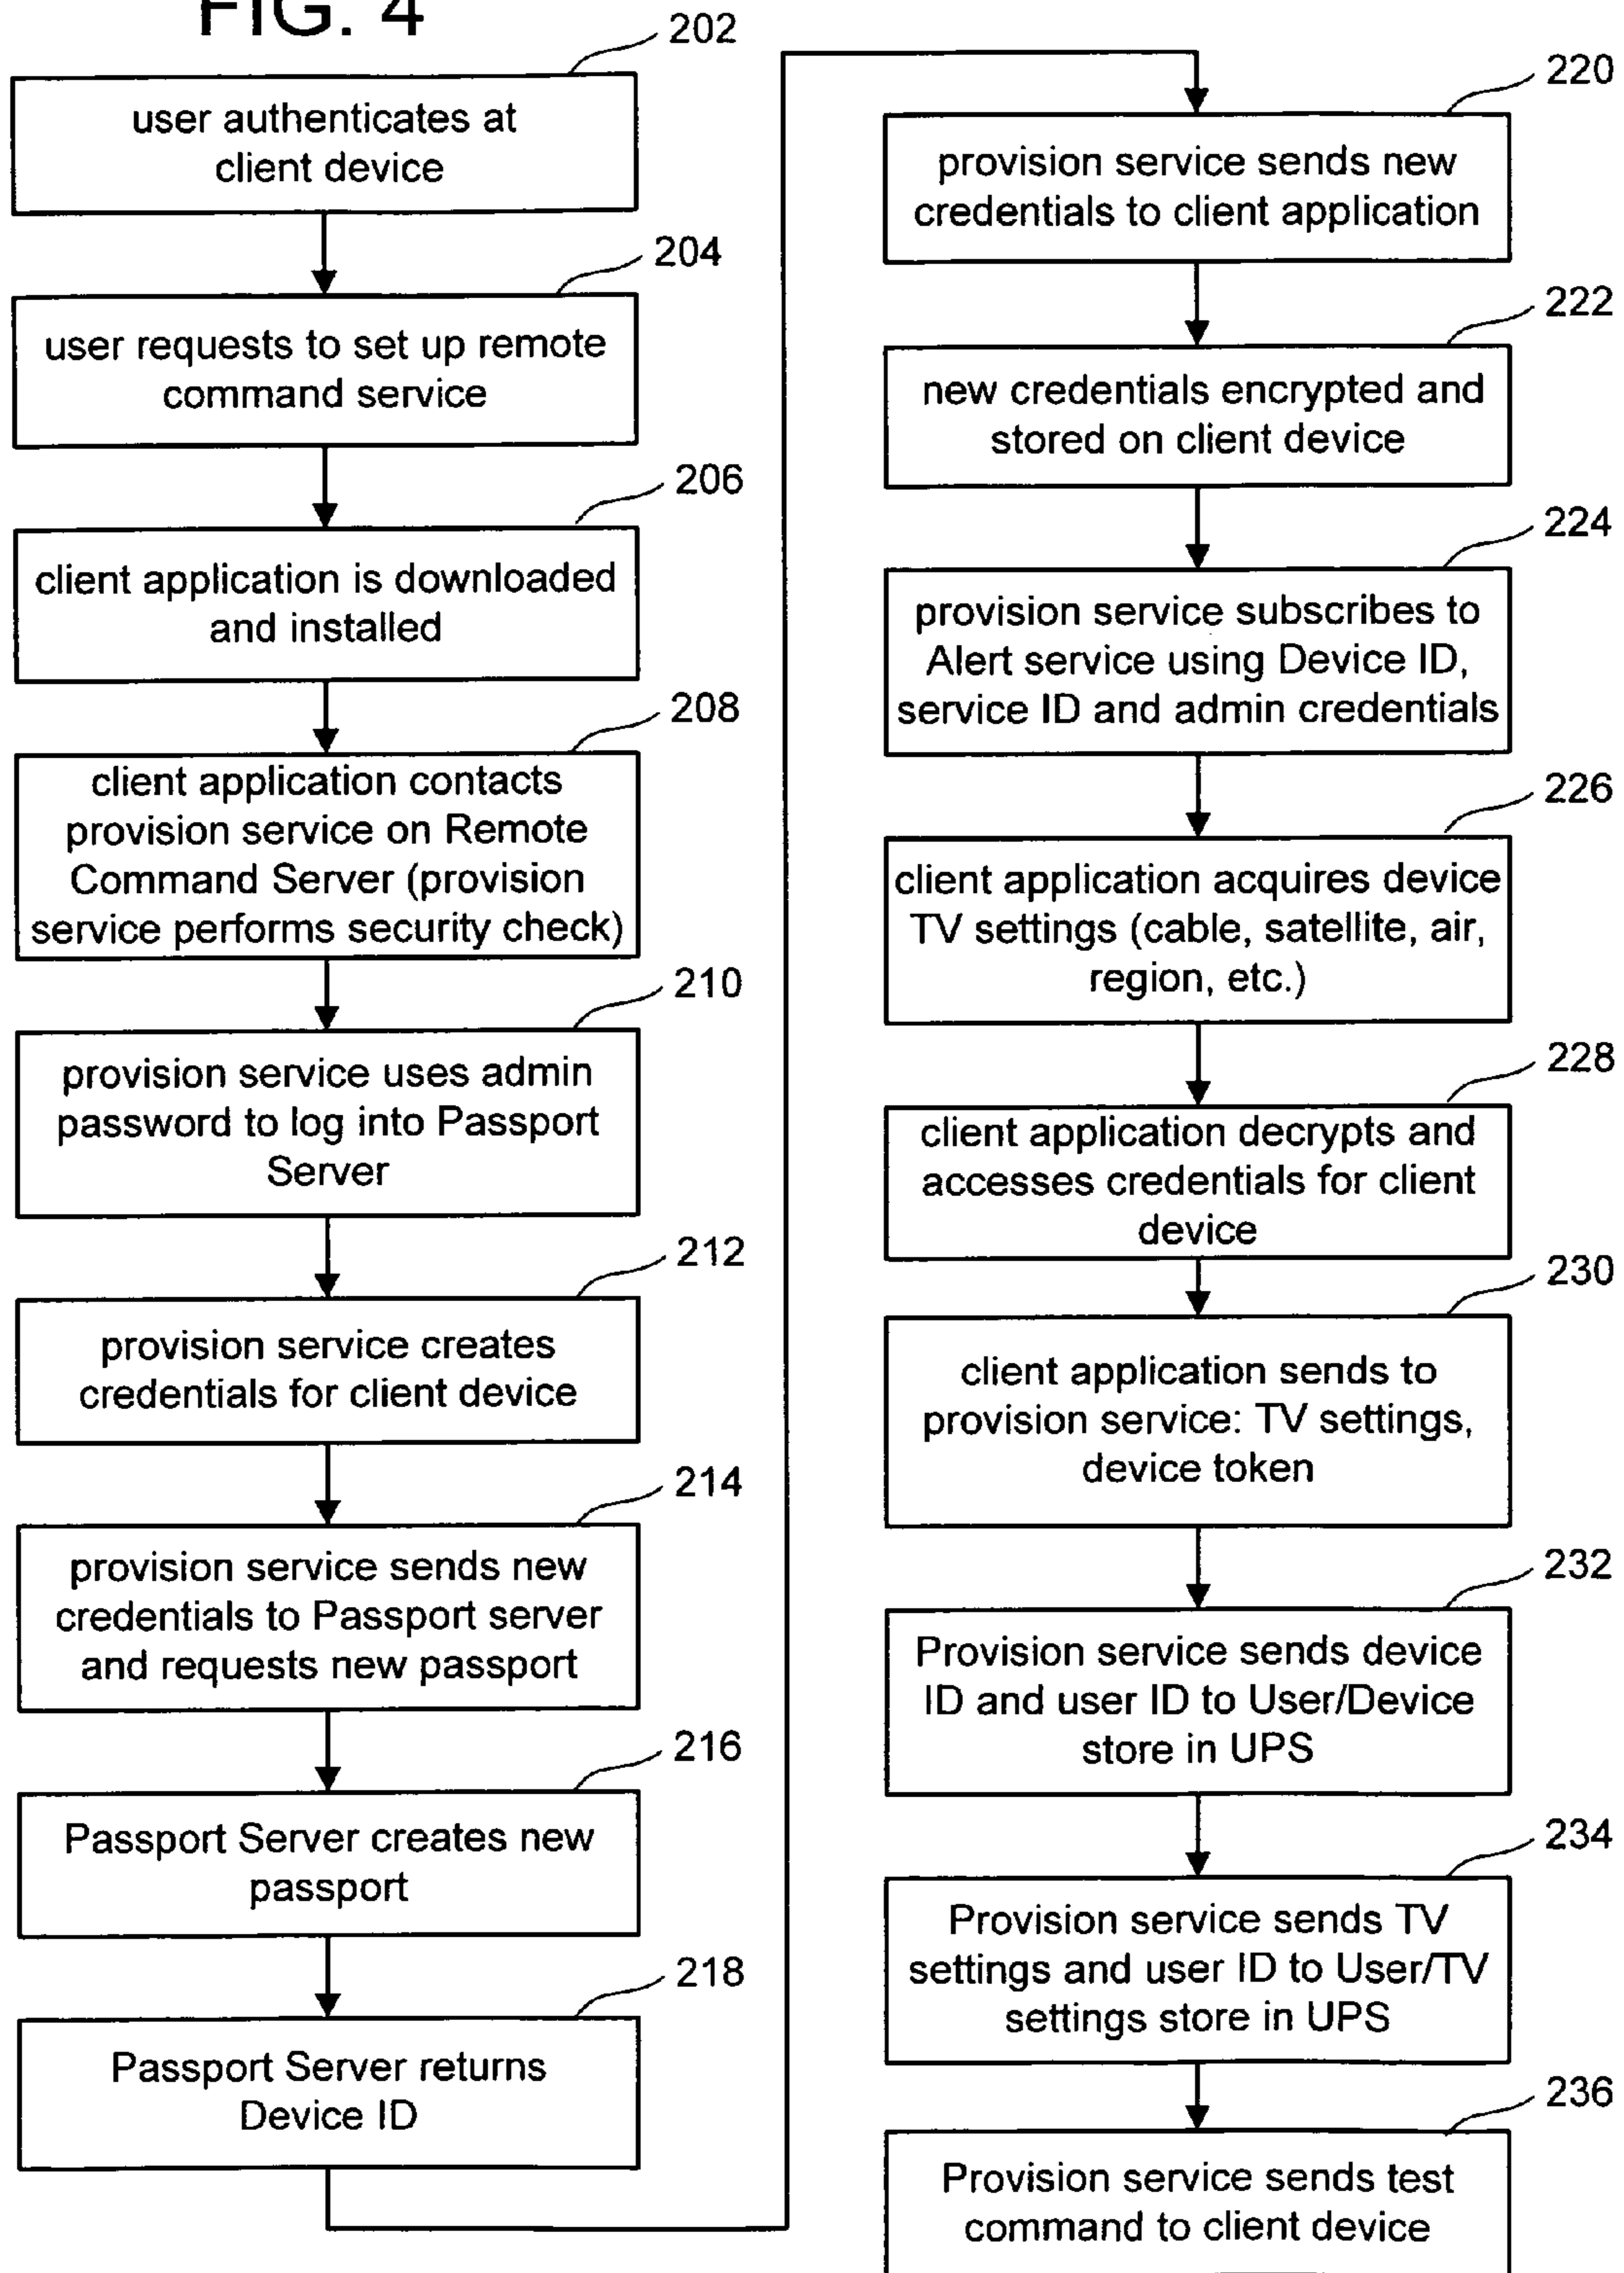 FIG. 4
202
user authenticates at
client device
204
user requests to set up remote
command service
206
client application is downloaded
and installed
208
client application contacts
provision service on Remote
Command Server (provision
service performs security check)
210
provision service uses admin
password to log into Passport
Server
212
provision service creates
credentials for client device
214
provision service sends new
credentials to Passport server
and requests new passport
216
Passport Server creates new
passport
218
Passport Server returns
Device ID
220
provision service sends new
credentials to client application
222
new credentials encrypted and
stored on client device
224
provision service subscribes to
Alert service using Device ID,
service ID and admin credentials
226
client application acquires device
TV settings (cable, satellite, air,
region, etc.)
228
client application decrypts and
accesses credentials for client
device
230
client application sends to
provision service: TV settings,
device token
232
Provision service sends device
ID and user ID to User/Device
store in UPS
234
Provision service sends TV
settings and user ID to User/TV
settings store in UPS
236
Provision service sends test
command to client device